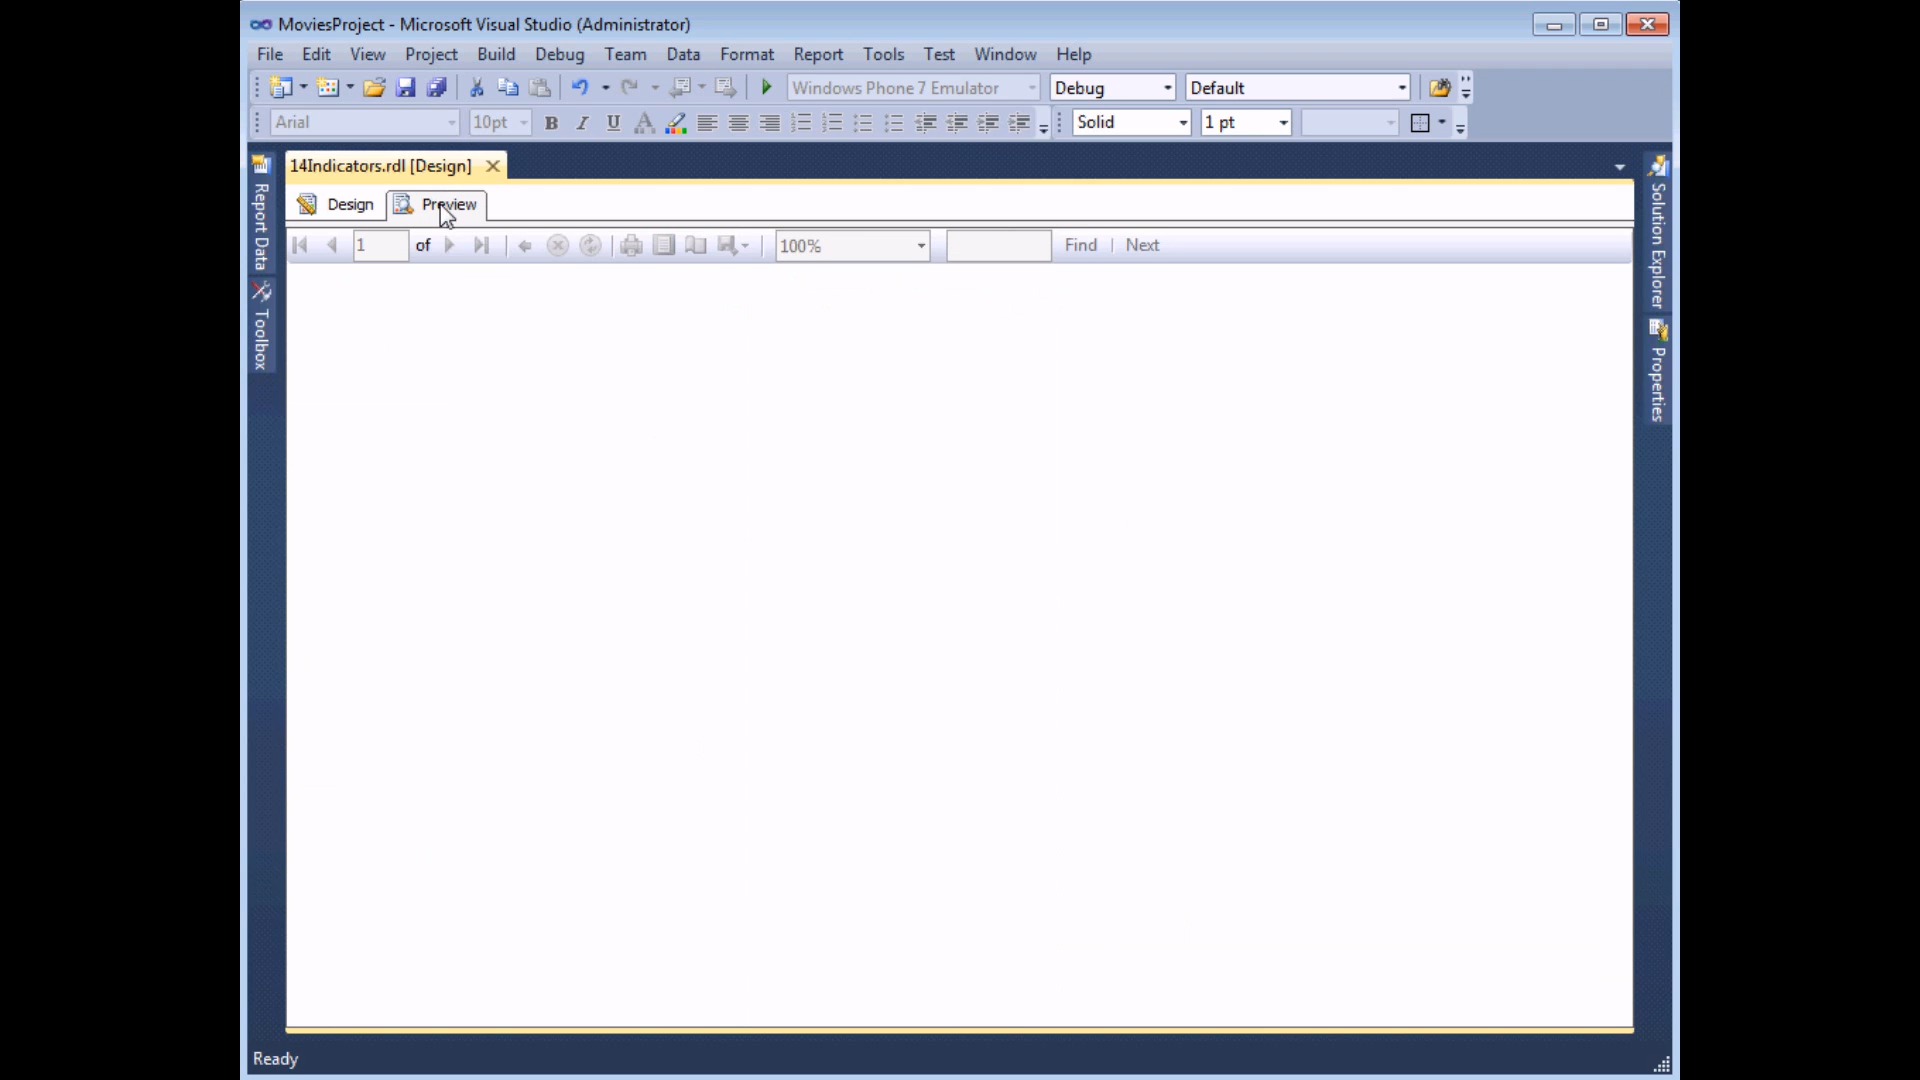 MoviesProject - Microsoft Visual Studio (Administrator)
File Edit View Project Build Debug Team Data Format Report Tools Test Window Help
Windows Phone 7 Emulator Debug Default
Arial 10pt B I U A Solid 1 pt
14Indicators.rdl [Design]
Design Preview
1 of 100% Find | Next
Report Data
Toolbox
Solution Explorer
Properties
Ready